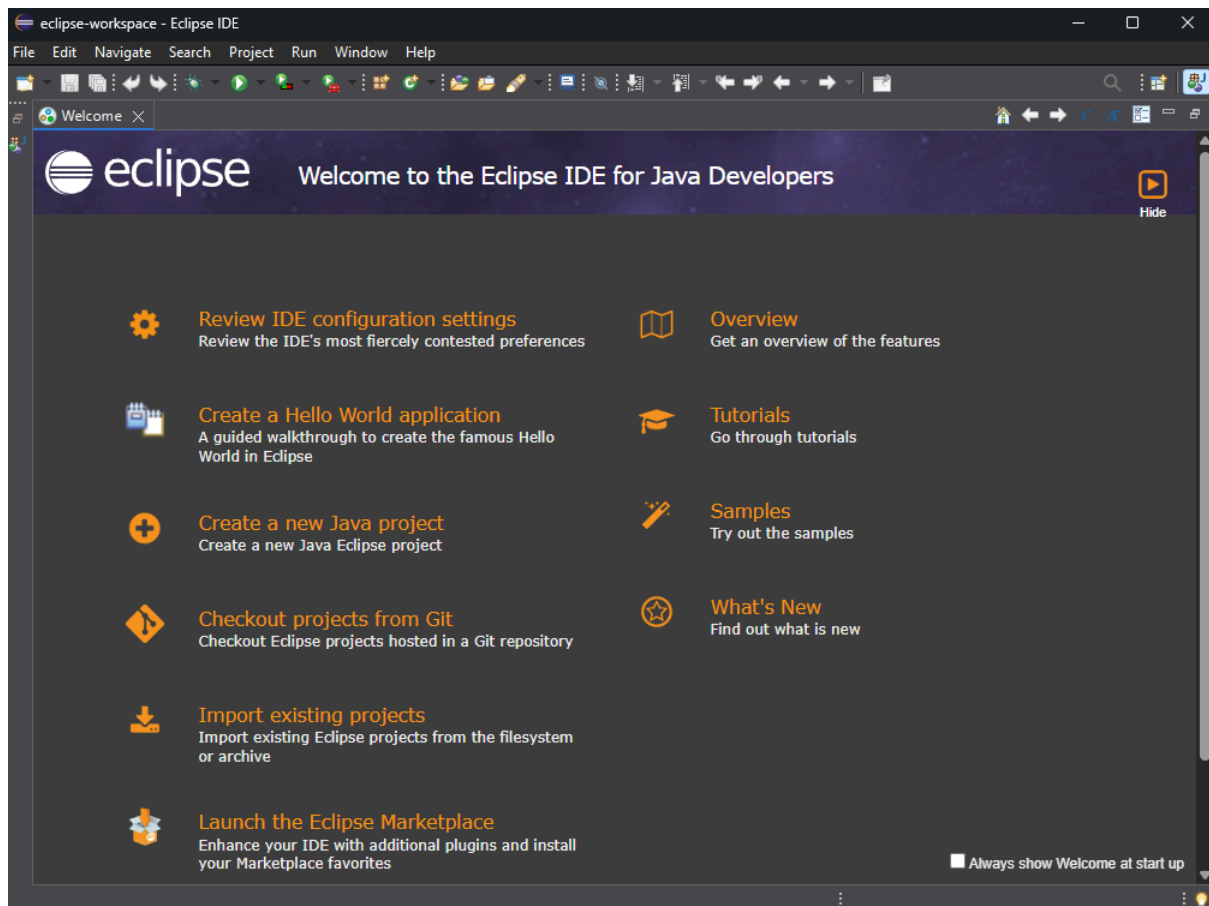 eclipse-workspace - Eclipse IDE
File Edit Navigate Search Project Run Window Help
Welcome
eclipse
Welcome to the Eclipse IDE for Java Developers
Hide
Review IDE configuration settings
Review the IDE's most fiercely contested preferences
Create a Hello World application
A guided walkthrough to create the famous Hello
World in Eclipse
Create a new Java project
Create a new Java Eclipse project
Checkout projects from Git
Checkout Eclipse projects hosted in a Git repository
Import existing projects
Import existing Eclipse projects from the filesystem
or archive
Launch the Eclipse Marketplace
Enhance your IDE with additional plugins and install
your Marketplace favorites
Overview
Get an overview of the features
Tutorials
Go through tutorials
Samples
Try out the samples
What's New
Find out what is new
Always show Welcome at start up